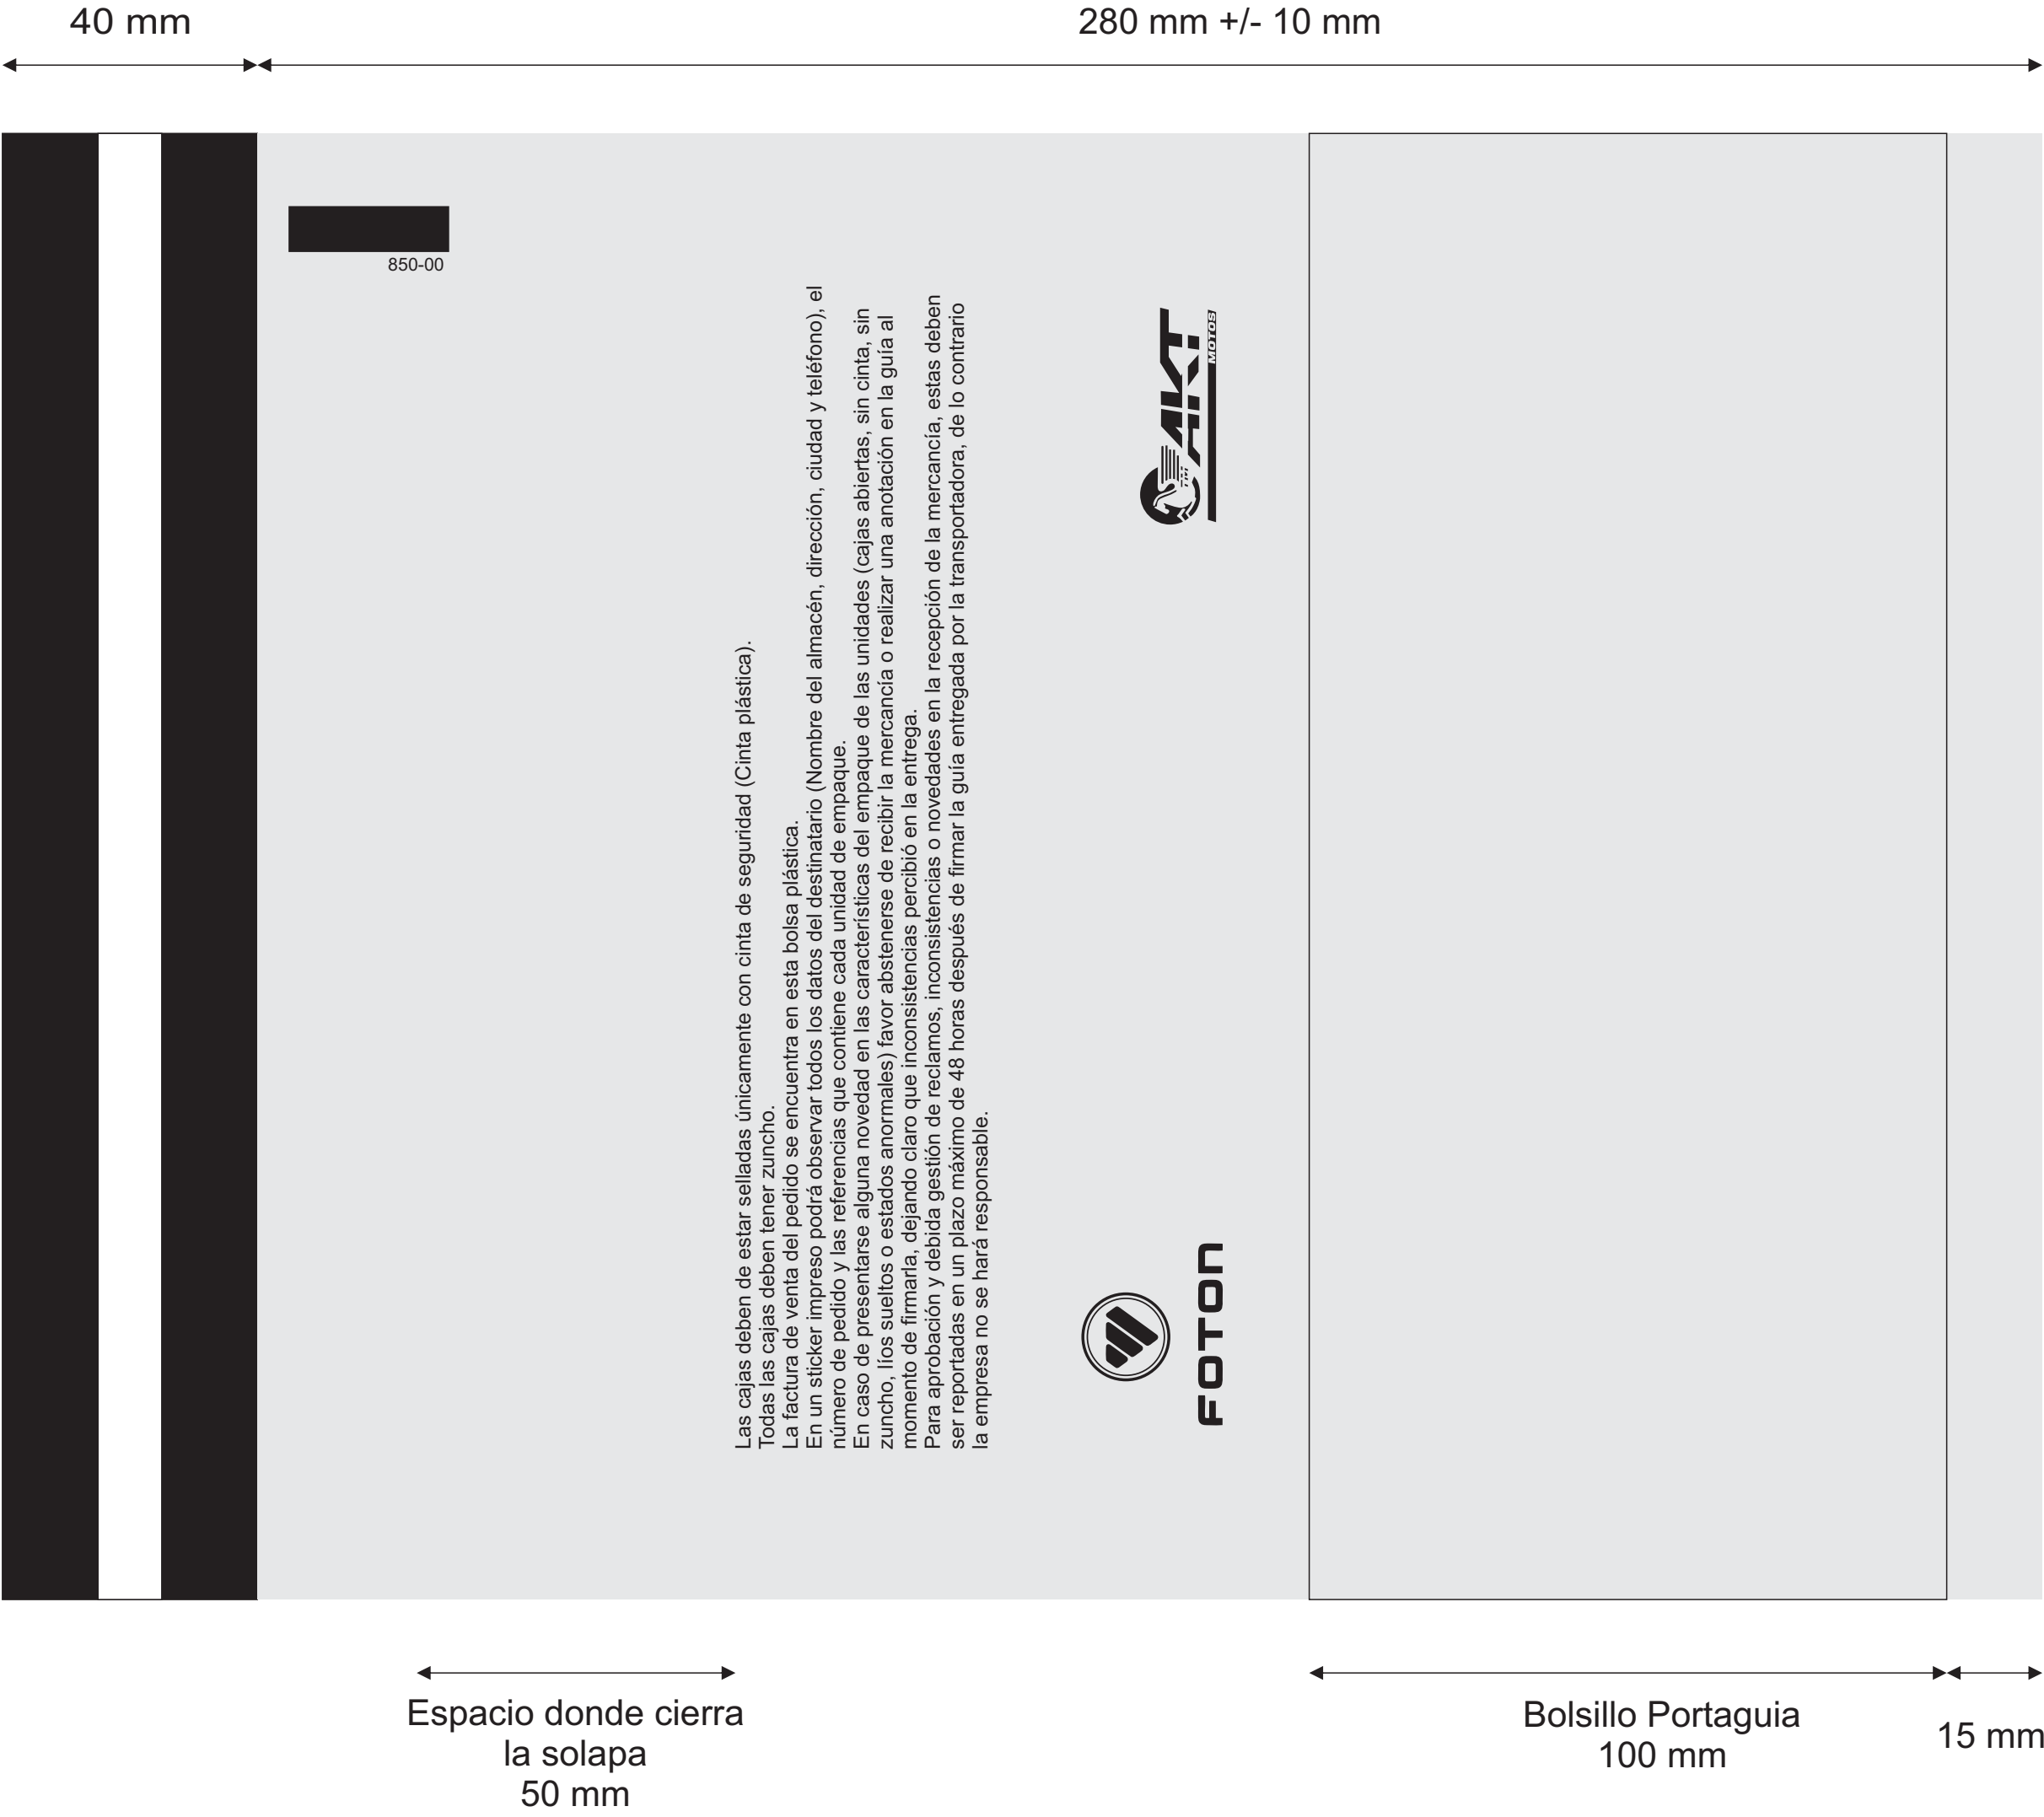 40 mm
280 mm +/- 10 mm
850-00
Las cajas deben de estar selladas únicamente con cinta de seguridad (Cinta plástica).
Todas las cajas deben tener zuncho.
La factura de venta del pedido se encuentra en esta bolsa plástica.
En un sticker impreso podrá observar todos los datos del destinatario (Nombre del almacén, dirección, ciudad y teléfono), el
número de pedido y las referencias que contiene cada unidad de empaque.
En caso de presentarse alguna novedad en las características del empaque de las unidades (cajas abiertas, sin cinta, sin
zuncho, líos sueltos o estados anormales) favor abstenerse de recibir la mercancía o realizar una anotación en la guía al
momento de firmarla, dejando claro que inconsistencias percibió en la entrega.
Para aprobación y debida gestión de reclamos, inconsistencias o novedades en la recepción de la mercancía, estas deben
ser reportadas en un plazo máximo de 48 horas después de firmar la guía entregada por la transportadora, de lo contrario
la empresa no se hará responsable.
FOTON
AKT
MOTOS
Espacio donde cierra
la solapa
50 mm
Bolsillo Portaguia
100 mm
15 mm